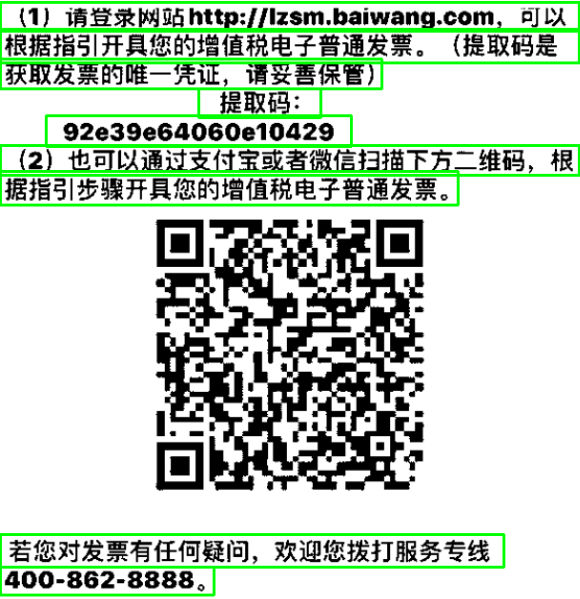 （1）请登录网站http://lzsm.baiwang.com，可以
根据指引开具您的增值税电子普通发票。（提取码是
获取发票的唯一凭证，请妥善保管）
提取码：
92e39e64060e10429
（2）也可以通过支付宝或者微信扫描下方二维码，根
据指引步骤开具您的增值税电子普通发票。
若您对发票有任何疑问，欢迎您拨打服务专线
400-862-8888。